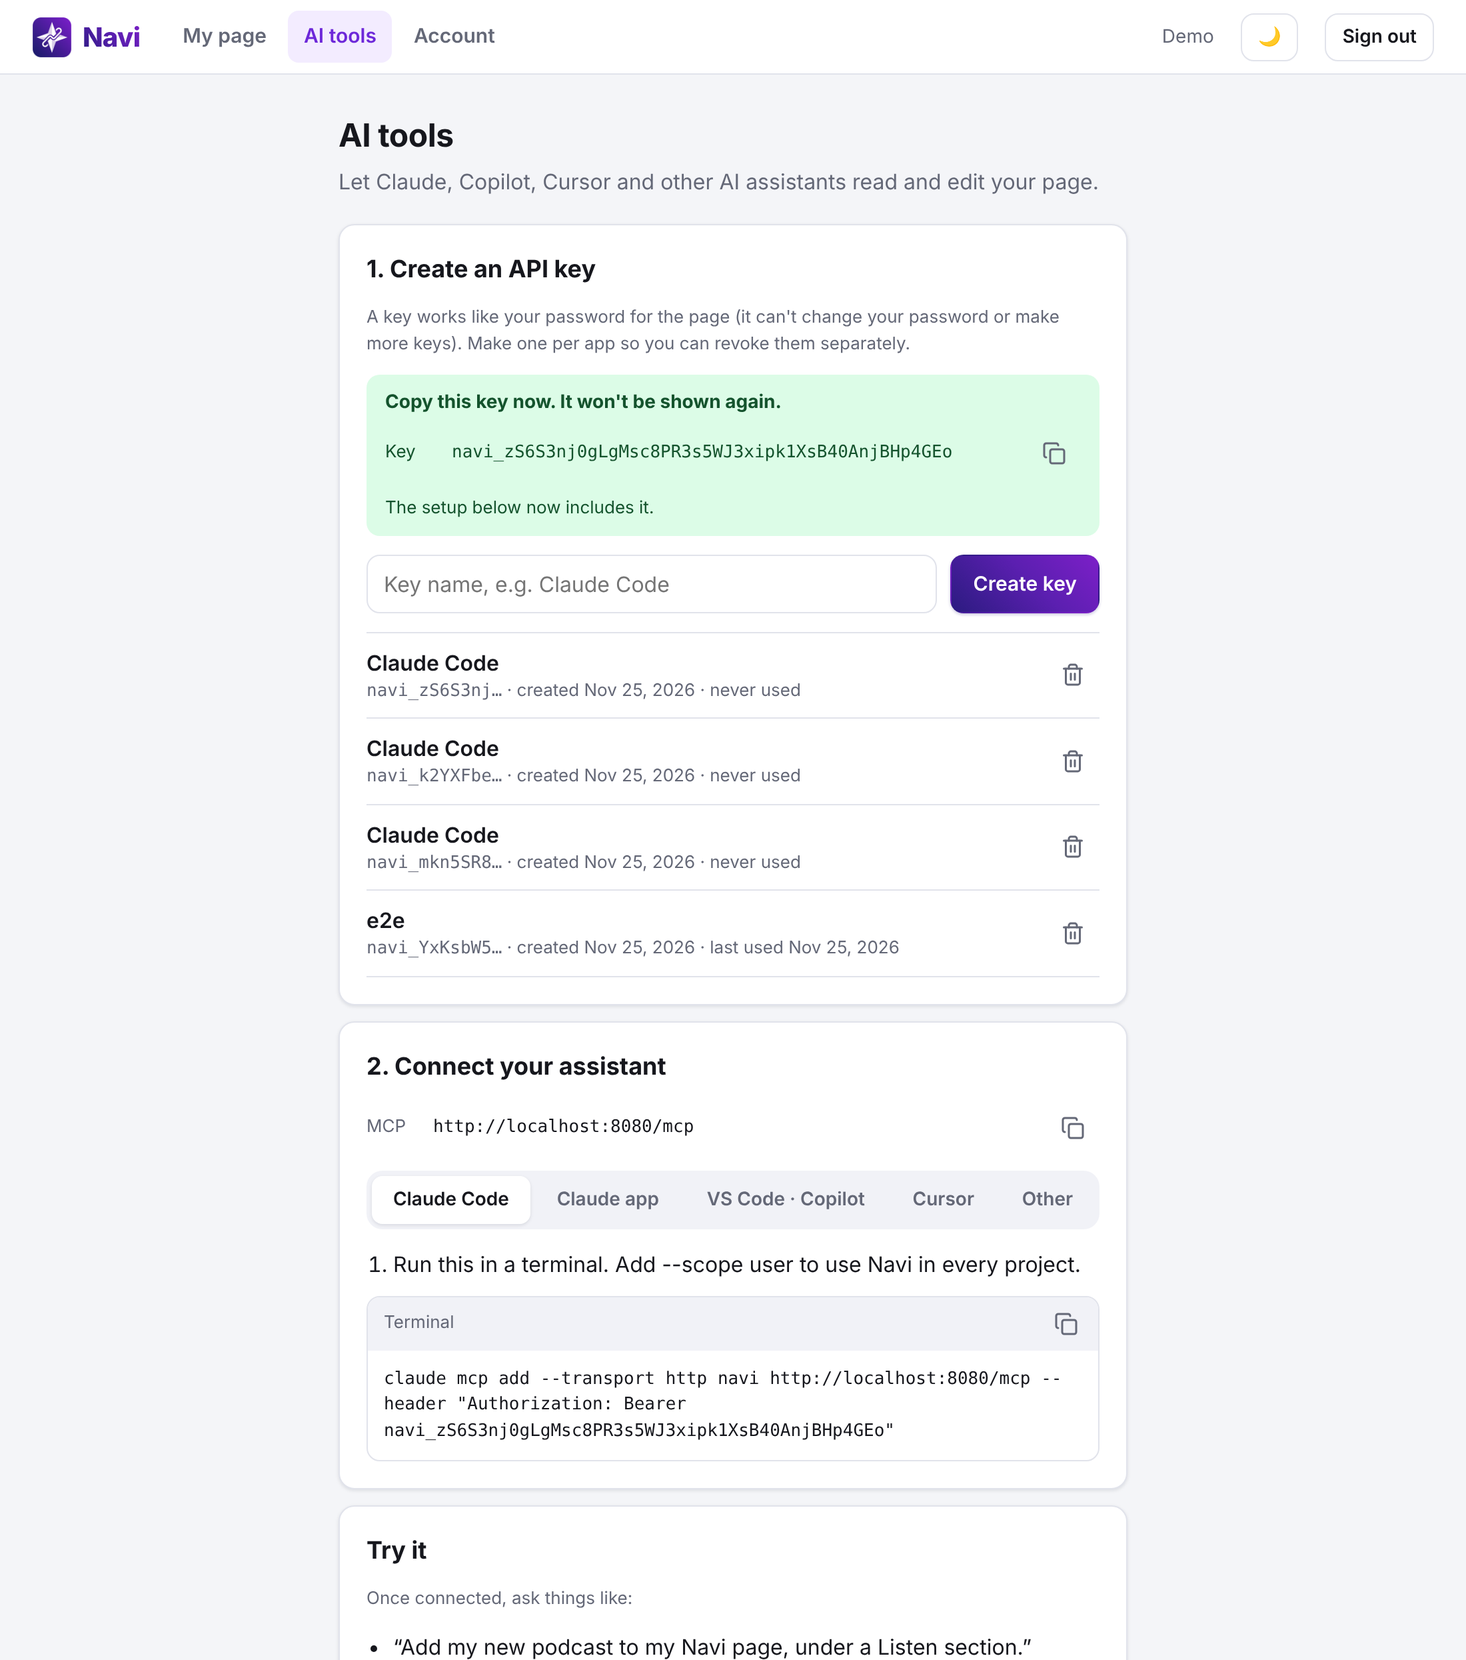 Navi
My page
AI tools
Account
Demo
Sign out
AI tools
Let Claude, Copilot, Cursor and other AI assistants read and edit your page.
1. Create an API key
A key works like your password for the page (it can't change your password or make
more keys). Make one per app so you can revoke them separately.
Copy this key now. It won't be shown again.
Key navi_zS6S3nj0gLgMsc8PR3s5WJ3xipk1XsB40AnjBHp4GEo
The setup below now includes it.
Key name, e.g. Claude Code
Create key
Claude Code
navi_zS6S3nj… · created Nov 25, 2026 · never used
Claude Code
navi_k2YXFbe… · created Nov 25, 2026 · never used
Claude Code
navi_mkn5SR8… · created Nov 25, 2026 · never used
e2e
navi_YxKsbW5… · created Nov 25, 2026 · last used Nov 25, 2026
2. Connect your assistant
MCP http://localhost:8080/mcp
Claude Code
Claude app
VS Code · Copilot
Cursor
Other
1. Run this in a terminal. Add --scope user to use Navi in every project.
Terminal
claude mcp add --transport http navi http://localhost:8080/mcp --
header "Authorization: Bearer
navi_zS6S3nj0gLgMsc8PR3s5WJ3xipk1XsB40AnjBHp4GEo"
Try it
Once connected, ask things like:
• “Add my new podcast to my Navi page, under a Listen section.”